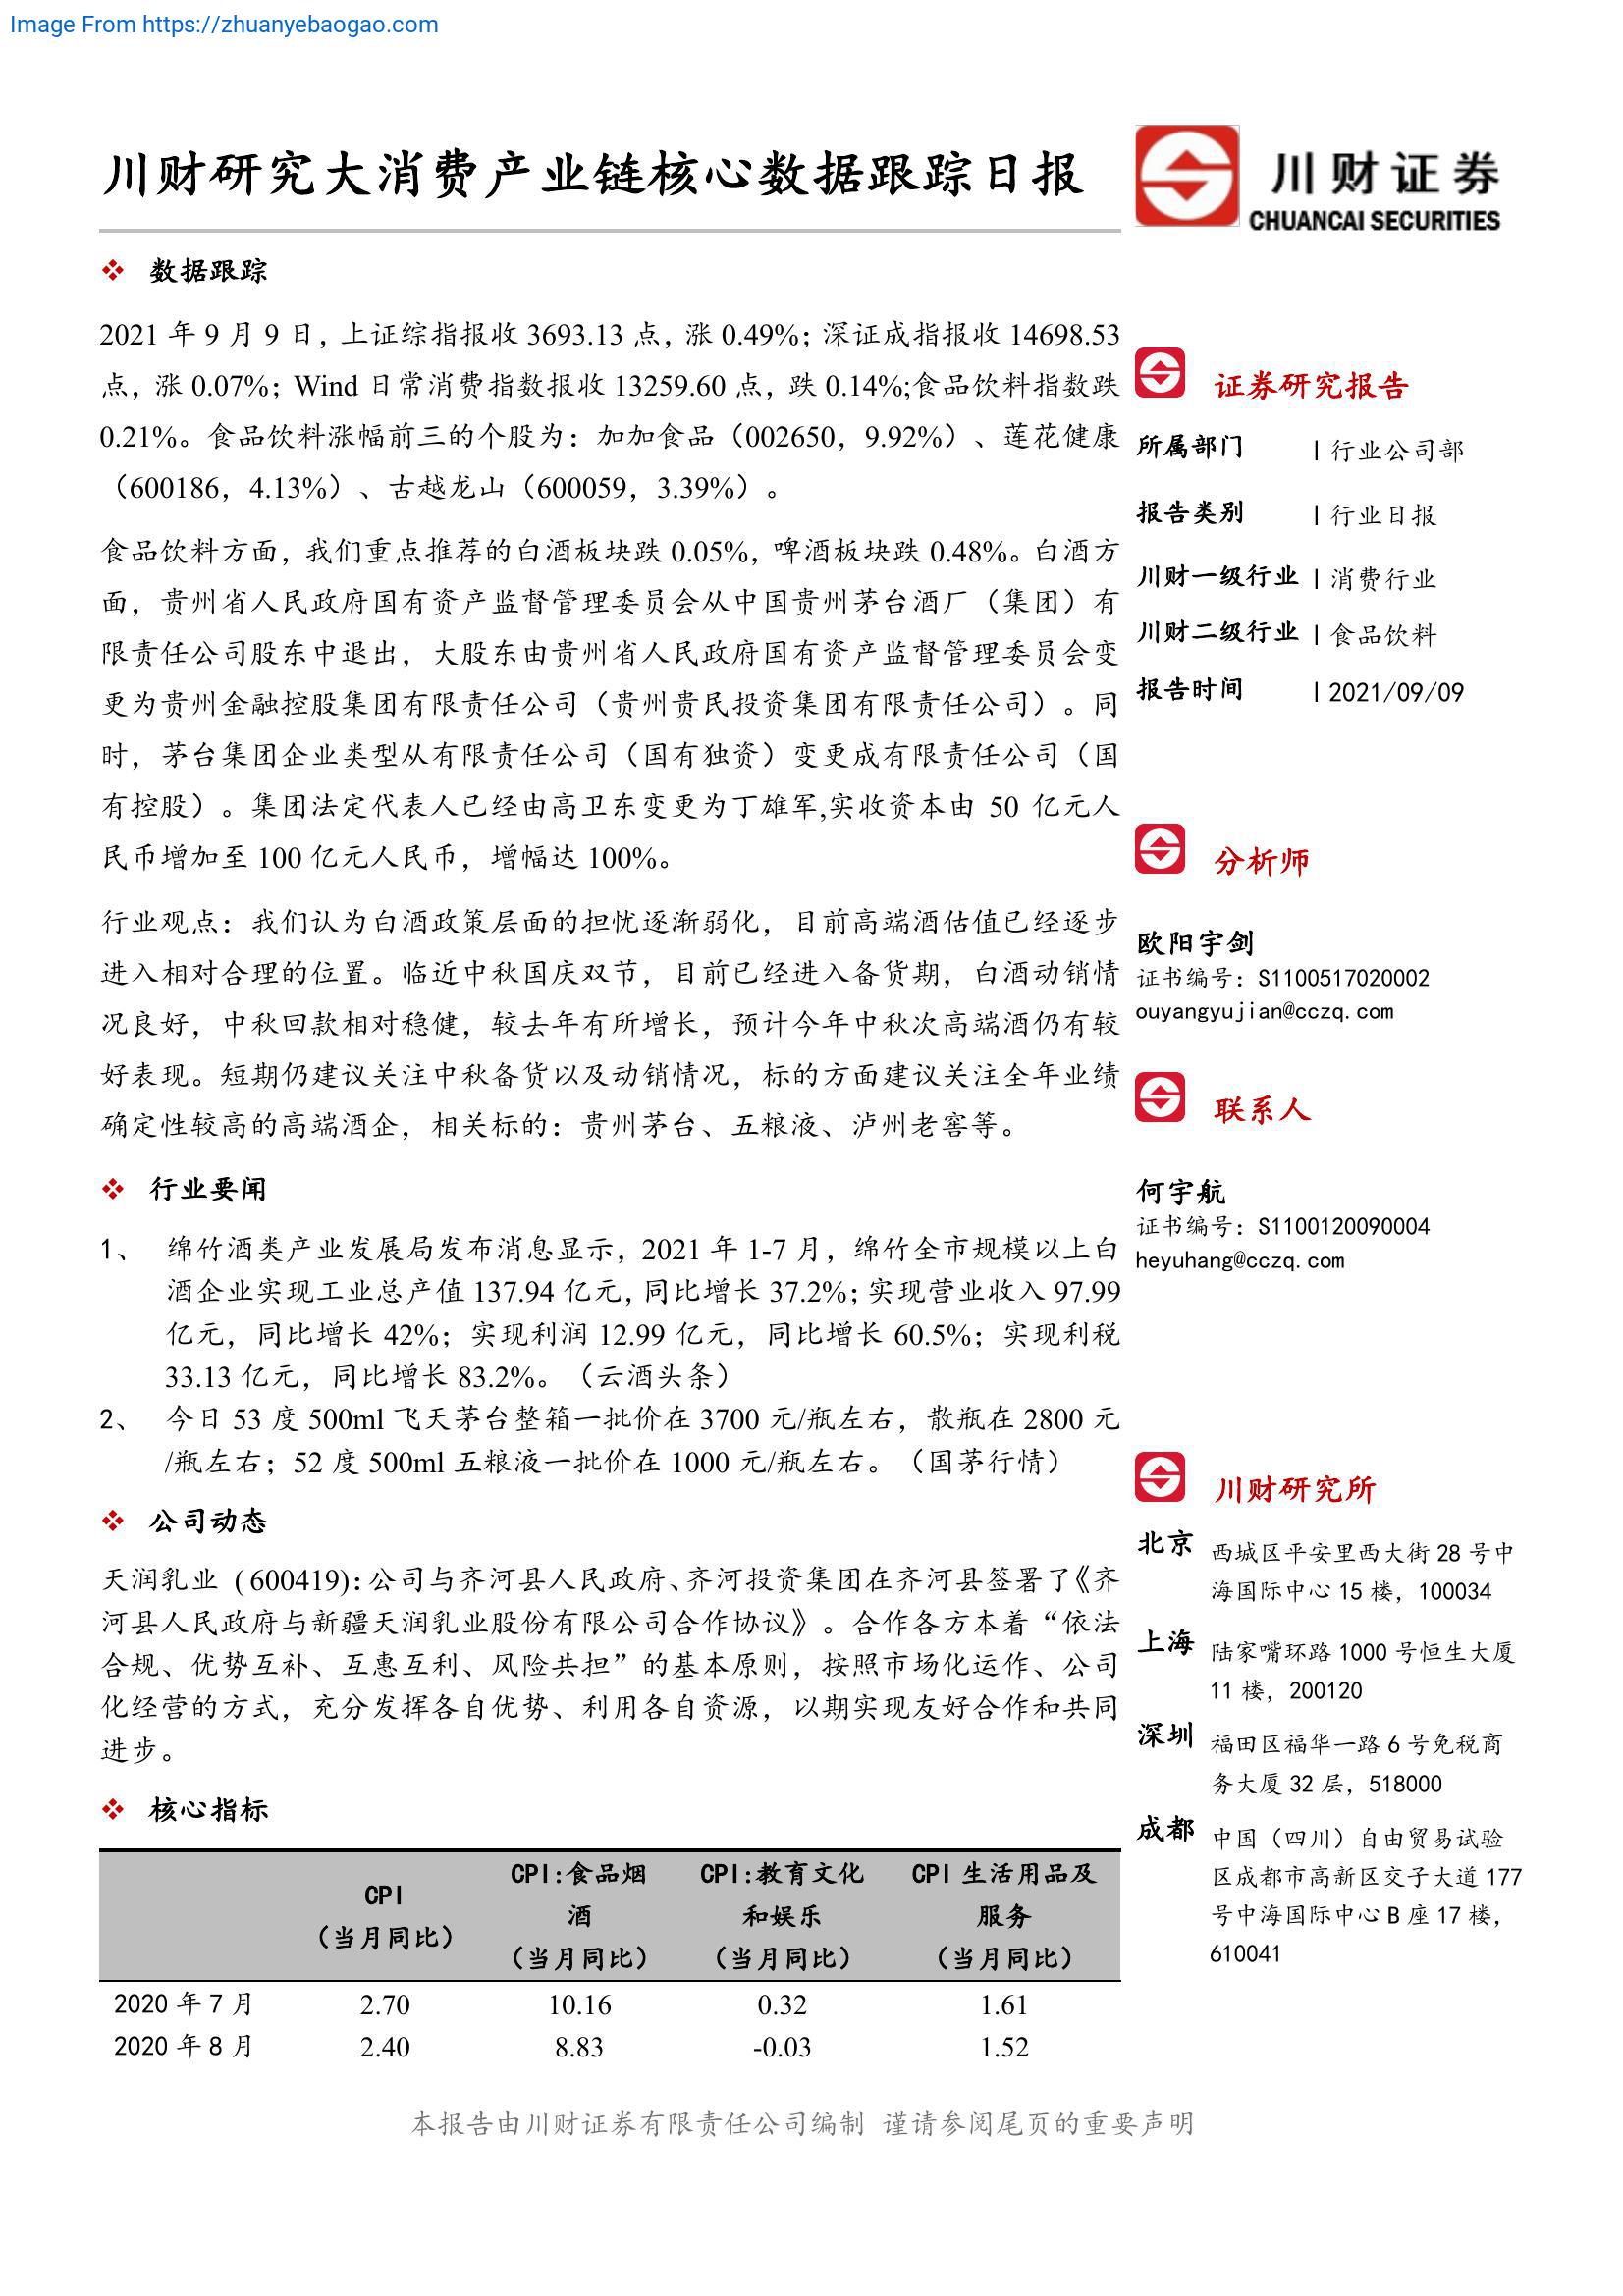 Image From https://zhuanyebaogao.com
川财研究大消费产业链核心数据跟踪日报
川财证券
CHUANCAI SECURITIES
数据跟踪
2021 年 9 月 9 日，上证综指报收 3693.13 点，涨 0.49%；深证成指报收 14698.53
点，涨 0.07%；Wind 日常消费指数报收 13259.60 点，跌 0.14%;食品饮料指数跌
0.21%。食品饮料涨幅前三的个股为：加加食品（002650，9.92%）、莲花健康
（600186，4.13%）、古越龙山（600059，3.39%）。
食品饮料方面，我们重点推荐的白酒板块跌 0.05%，啤酒板块跌 0.48%。白酒方
面，贵州省人民政府国有资产监督管理委员会从中国贵州茅台酒厂（集团）有
限责任公司股东中退出，大股东由贵州省人民政府国有资产监督管理委员会变
更为贵州金融控股集团有限责任公司（贵州贵民投资集团有限责任公司）。同
时，茅台集团企业类型从有限责任公司（国有独资）变更成有限责任公司（国
有控股）。集团法定代表人已经由高卫东变更为丁雄军,实收资本由 50 亿元人
民币增加至 100 亿元人民币，增幅达 100%。
行业观点：我们认为白酒政策层面的担忧逐渐弱化，目前高端酒估值已经逐步
进入相对合理的位置。临近中秋国庆双节，目前已经进入备货期，白酒动销情
况良好，中秋回款相对稳健，较去年有所增长，预计今年中秋次高端酒仍有较
好表现。短期仍建议关注中秋备货以及动销情况，标的方面建议关注全年业绩
确定性较高的高端酒企，相关标的：贵州茅台、五粮液、泸州老窖等。
行业要闻
1、 绵竹酒类产业发展局发布消息显示，2021 年 1-7 月，绵竹全市规模以上白
酒企业实现工业总产值 137.94 亿元，同比增长 37.2%；实现营业收入 97.99
亿元，同比增长 42%；实现利润 12.99 亿元，同比增长 60.5%；实现利税
33.13 亿元，同比增长 83.2%。（云酒头条）
2、 今日 53 度 500ml 飞天茅台整箱一批价在 3700 元/瓶左右，散瓶在 2800 元
/瓶左右；52 度 500ml 五粮液一批价在 1000 元/瓶左右。（国茅行情）
公司动态
天润乳业 (600419)：公司与齐河县人民政府、齐河投资集团在齐河县签署了《齐
河县人民政府与新疆天润乳业股份有限公司合作协议》。合作各方本着“依法
合规、优势互补、互惠互利、风险共担”的基本原则，按照市场化运作、公司
化经营的方式，充分发挥各自优势、利用各自资源，以期实现友好合作和共同
进步。
核心指标
CPI
（当月同比）
CPI:食品烟
酒
（当月同比）
CPI:教育文化
和娱乐
（当月同比）
CPI 生活用品及
服务
（当月同比）
2020 年 7 月 2.70 10.16 0.32 1.61
2020 年 8 月 2.40 8.83 -0.03 1.52
证券研究报告
所属部门 | 行业公司部
报告类别 | 行业日报
川财一级行业 | 消费行业
川财二级行业 | 食品饮料
报告时间 | 2021/09/09
分析师
欧阳宇剑
证书编号：S1100517020002
ouyangyujian@cczq.com
联系人
何宇航
证书编号：S1100120090004
heyuhang@cczq.com
川财研究所
北京 西城区平安里西大街 28 号中
海国际中心 15 楼，100034
上海 陆家嘴环路 1000 号恒生大厦
11 楼，200120
深圳 福田区福华一路 6 号免税商
务大厦 32 层，518000
成都 中国（四川）自由贸易试验
区成都市高新区交子大道 177
号中海国际中心 B 座 17 楼，
610041
本报告由川财证券有限责任公司编制 谨请参阅尾页的重要声明